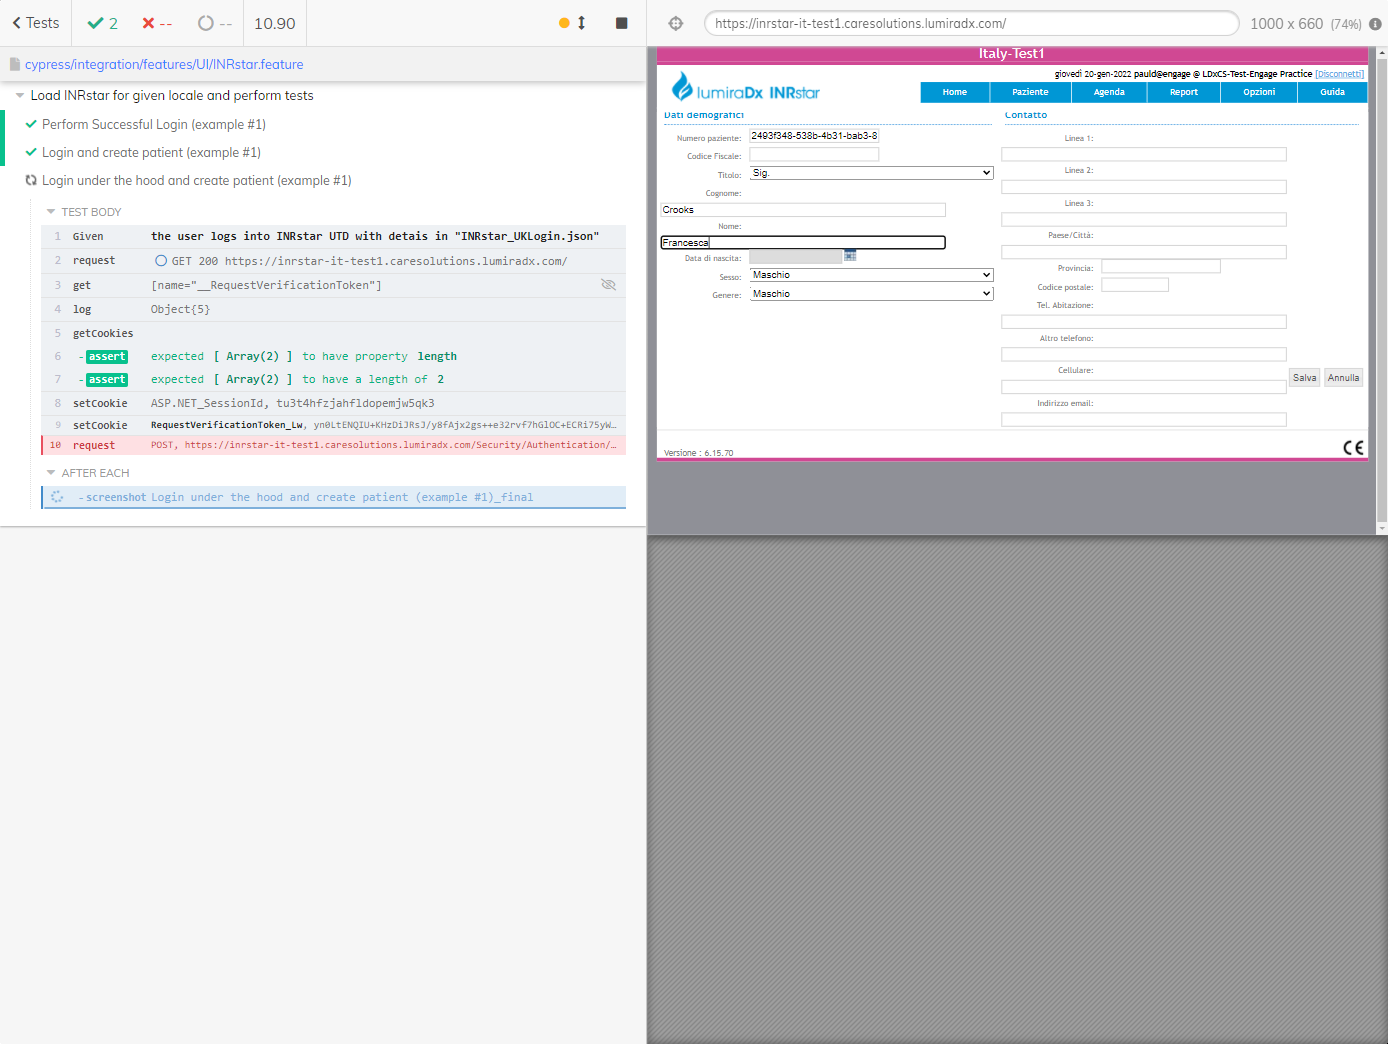 Tests
2
--
--
10.90
https://inrstar-it-test1.caresolutions.lumiradx.com/
1000 x 660 (74%)
cypress/integration/features/UI/INRstar.feature
Load INRstar for given locale and perform tests
Perform Successful Login (example #1)
Login and create patient (example #1)
Login under the hood and create patient (example #1)
TEST BODY
1 Given the user logs into INRstar UTD with detais in "INRstar_UKLogin.json"
2 request GET 200 https://inrstar-it-test1.caresolutions.lumiradx.com/
3 get [name="__RequestVerificationToken"]
4 log Object{5}
5 getCookies
6 -assert expected [ Array(2) ] to have property length
7 -assert expected [ Array(2) ] to have a length of 2
8 setCookie ASP.NET_SessionId, tu3t4hfzjahfldopemjw5qk3
9 setCookie RequestVerificationToken_Lw, yn0LtENQIU+KHzDiJRsJ/y8fAjx2gs++e32rvf7hGlOC+ECRi75yW…
10 request POST, https://inrstar-it-test1.caresolutions.lumiradx.com/Security/Authentication/…
AFTER EACH
-screenshot Login under the hood and create patient (example #1)_final
Italy-Test1
giovedì 20-gen-2022 pauld@engage @ LDxCS-Test-Engage Practice [Disconnetti]
lumiraDx INRstar
Home Paziente Agenda Report Opzioni Guida
Dati demografici
Numero paziente: 2493f348-538b-4b31-bab3-8
Codice Fiscale:
Titolo: Sig.
Cognome:
Crooks
Nome:
Francesca
Data di nascita:
Sesso: Maschio
Genere: Maschio
Contatto
Linea 1:
Linea 2:
Linea 3:
Paese/Città:
Provincia:
Codice postale:
Tel. Abitazione:
Altro telefono:
Cellulare:
Indirizzo email:
Salva Annulla
Versione : 6.15.70
CE